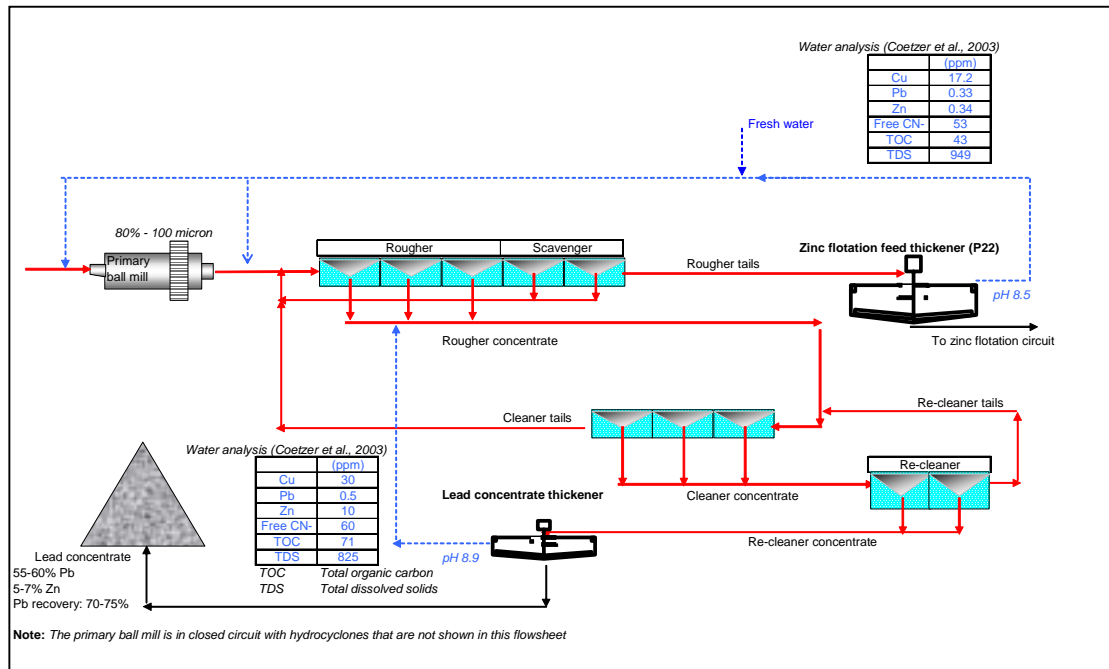 Water analysis (Coetzer et al., 2003)
(ppm)
Cu 17.2
Pb 0.33
Zn 0.34
Free CN- 53
TOC 43
TDS 949
Fresh water
80% - 100 micron
Primary
ball mill
Rougher Scavenger
Rougher tails
Zinc flotation feed thickener (P22)
pH 8.5
To zinc flotation circuit
Rougher concentrate
Re-cleaner tails
Cleaner tails
Water analysis (Coetzer et al., 2003)
(ppm)
Cu 30
Pb 0.5
Zn 10
Free CN- 60
TOC 71
TDS 825
TOC Total organic carbon
TDS Total dissolved solids
Re-cleaner
Cleaner concentrate
Lead concentrate thickener
Re-cleaner concentrate
pH 8.9
Lead concentrate
55-60% Pb
5-7% Zn
Pb recovery: 70-75%
Note: The primary ball mill is in closed circuit with hydrocyclones that are not shown in this flowsheet